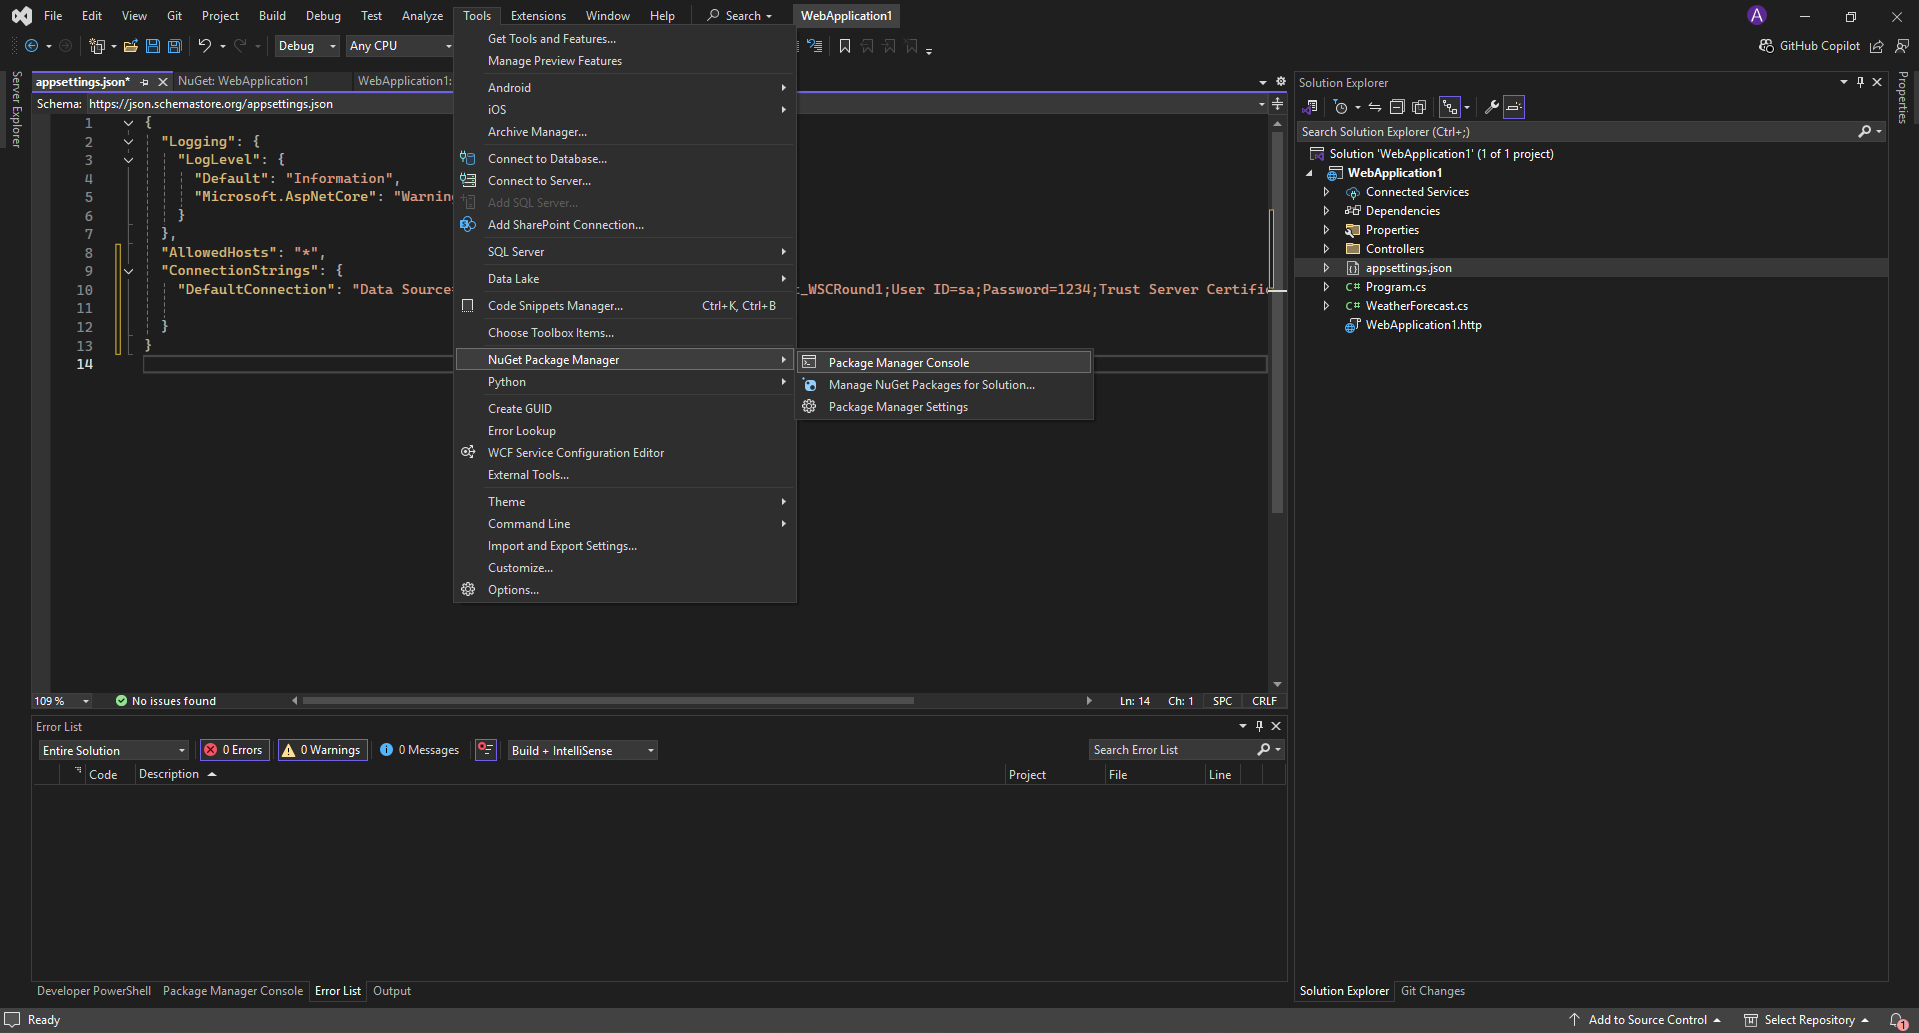 File Edit View Git Project Build Debug Test Analyze Tools Extensions Window Help Search WebApplication1 A
Debug Any CPU GitHub Copilot
Server Explorer
appsettings.json* NuGet: WebApplication1 WebApplication1:
Schema: https://json.schemastore.org/appsettings.json
1 {
2 "Logging": {
3 "LogLevel": {
4 "Default": "Information",
5 "Microsoft.AspNetCore": "Warning
6 }
7 },
8 "AllowedHosts": "*",
9 "ConnectionStrings": {
10 "DefaultConnection": "Data Source= t_WSCRound1;User ID=sa;Password=1234;Trust Server Certific
11
12 }
13 }
14
Get Tools and Features...
Manage Preview Features
Android
iOS
Archive Manager...
Connect to Database...
Connect to Server...
Add SQL Server...
Add SharePoint Connection...
SQL Server
Data Lake
Code Snippets Manager... Ctrl+K, Ctrl+B
Choose Toolbox Items...
NuGet Package Manager
Python
Create GUID
Error Lookup
WCF Service Configuration Editor
External Tools...
Theme
Command Line
Import and Export Settings...
Customize...
Options...
Package Manager Console
Manage NuGet Packages for Solution...
Package Manager Settings
109 % No issues found Ln: 14 Ch: 1 SPC CRLF
Error List
Entire Solution 0 Errors 0 Warnings 0 Messages Build + IntelliSense Search Error List
Code Description Project File Line
Developer PowerShell Package Manager Console Error List Output
Solution Explorer
Search Solution Explorer (Ctrl+;)
Solution 'WebApplication1' (1 of 1 project)
WebApplication1
Connected Services
Dependencies
Properties
Controllers
appsettings.json
C# Program.cs
C# WeatherForecast.cs
WebApplication1.http
Solution Explorer Git Changes
Properties
Ready Add to Source Control Select Repository 1